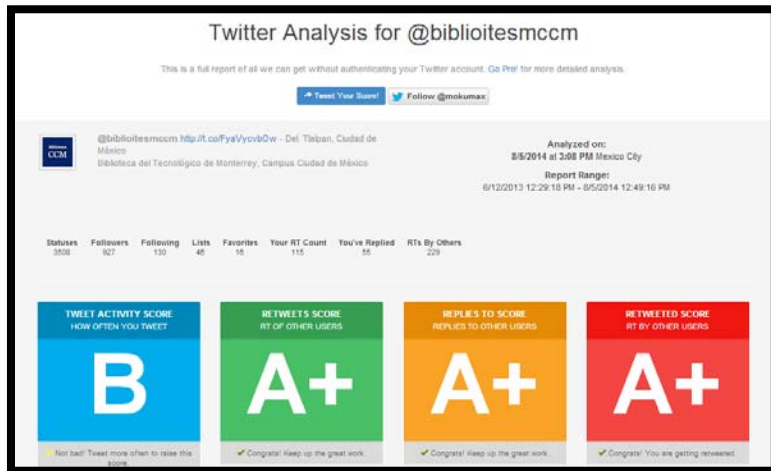 Twitter Analysis for @biblioitesmccm
This is a full report of all we can get without authenticating your Twitter account. Go Pro! for more detailed analysis.
Tweet Your Score!
Follow @mokumax
Biblioteca
CCM
@biblioitesmccm http://t.co/FyaVycvbOw - Del. Tlalpan, Ciudad de
México
Biblioteca del Tecnológico de Monterrey, Campus Ciudad de México
Analyzed on:
8/5/2014 at 3:08 PM Mexico City
Report Range:
6/12/2013 12:29:18 PM - 8/5/2014 12:49:16 PM
Statuses Followers Following Lists Favorites Your RT Count You've Replied RTs By Others
3508 927 130 46 16 115 55 229
TWEET ACTIVITY SCORE
HOW OFTEN YOU TWEET
B
Not bad! Tweet more often to raise this
score.
RETWEETS SCORE
RT OF OTHER USERS
A+
Congrats! Keep up the great work.
REPLIES TO SCORE
REPLIES TO OTHER USERS
A+
Congrats! Keep up the great work.
RETWEETED SCORE
RT BY OTHER USERS
A+
Congrats! You are getting retweeted.